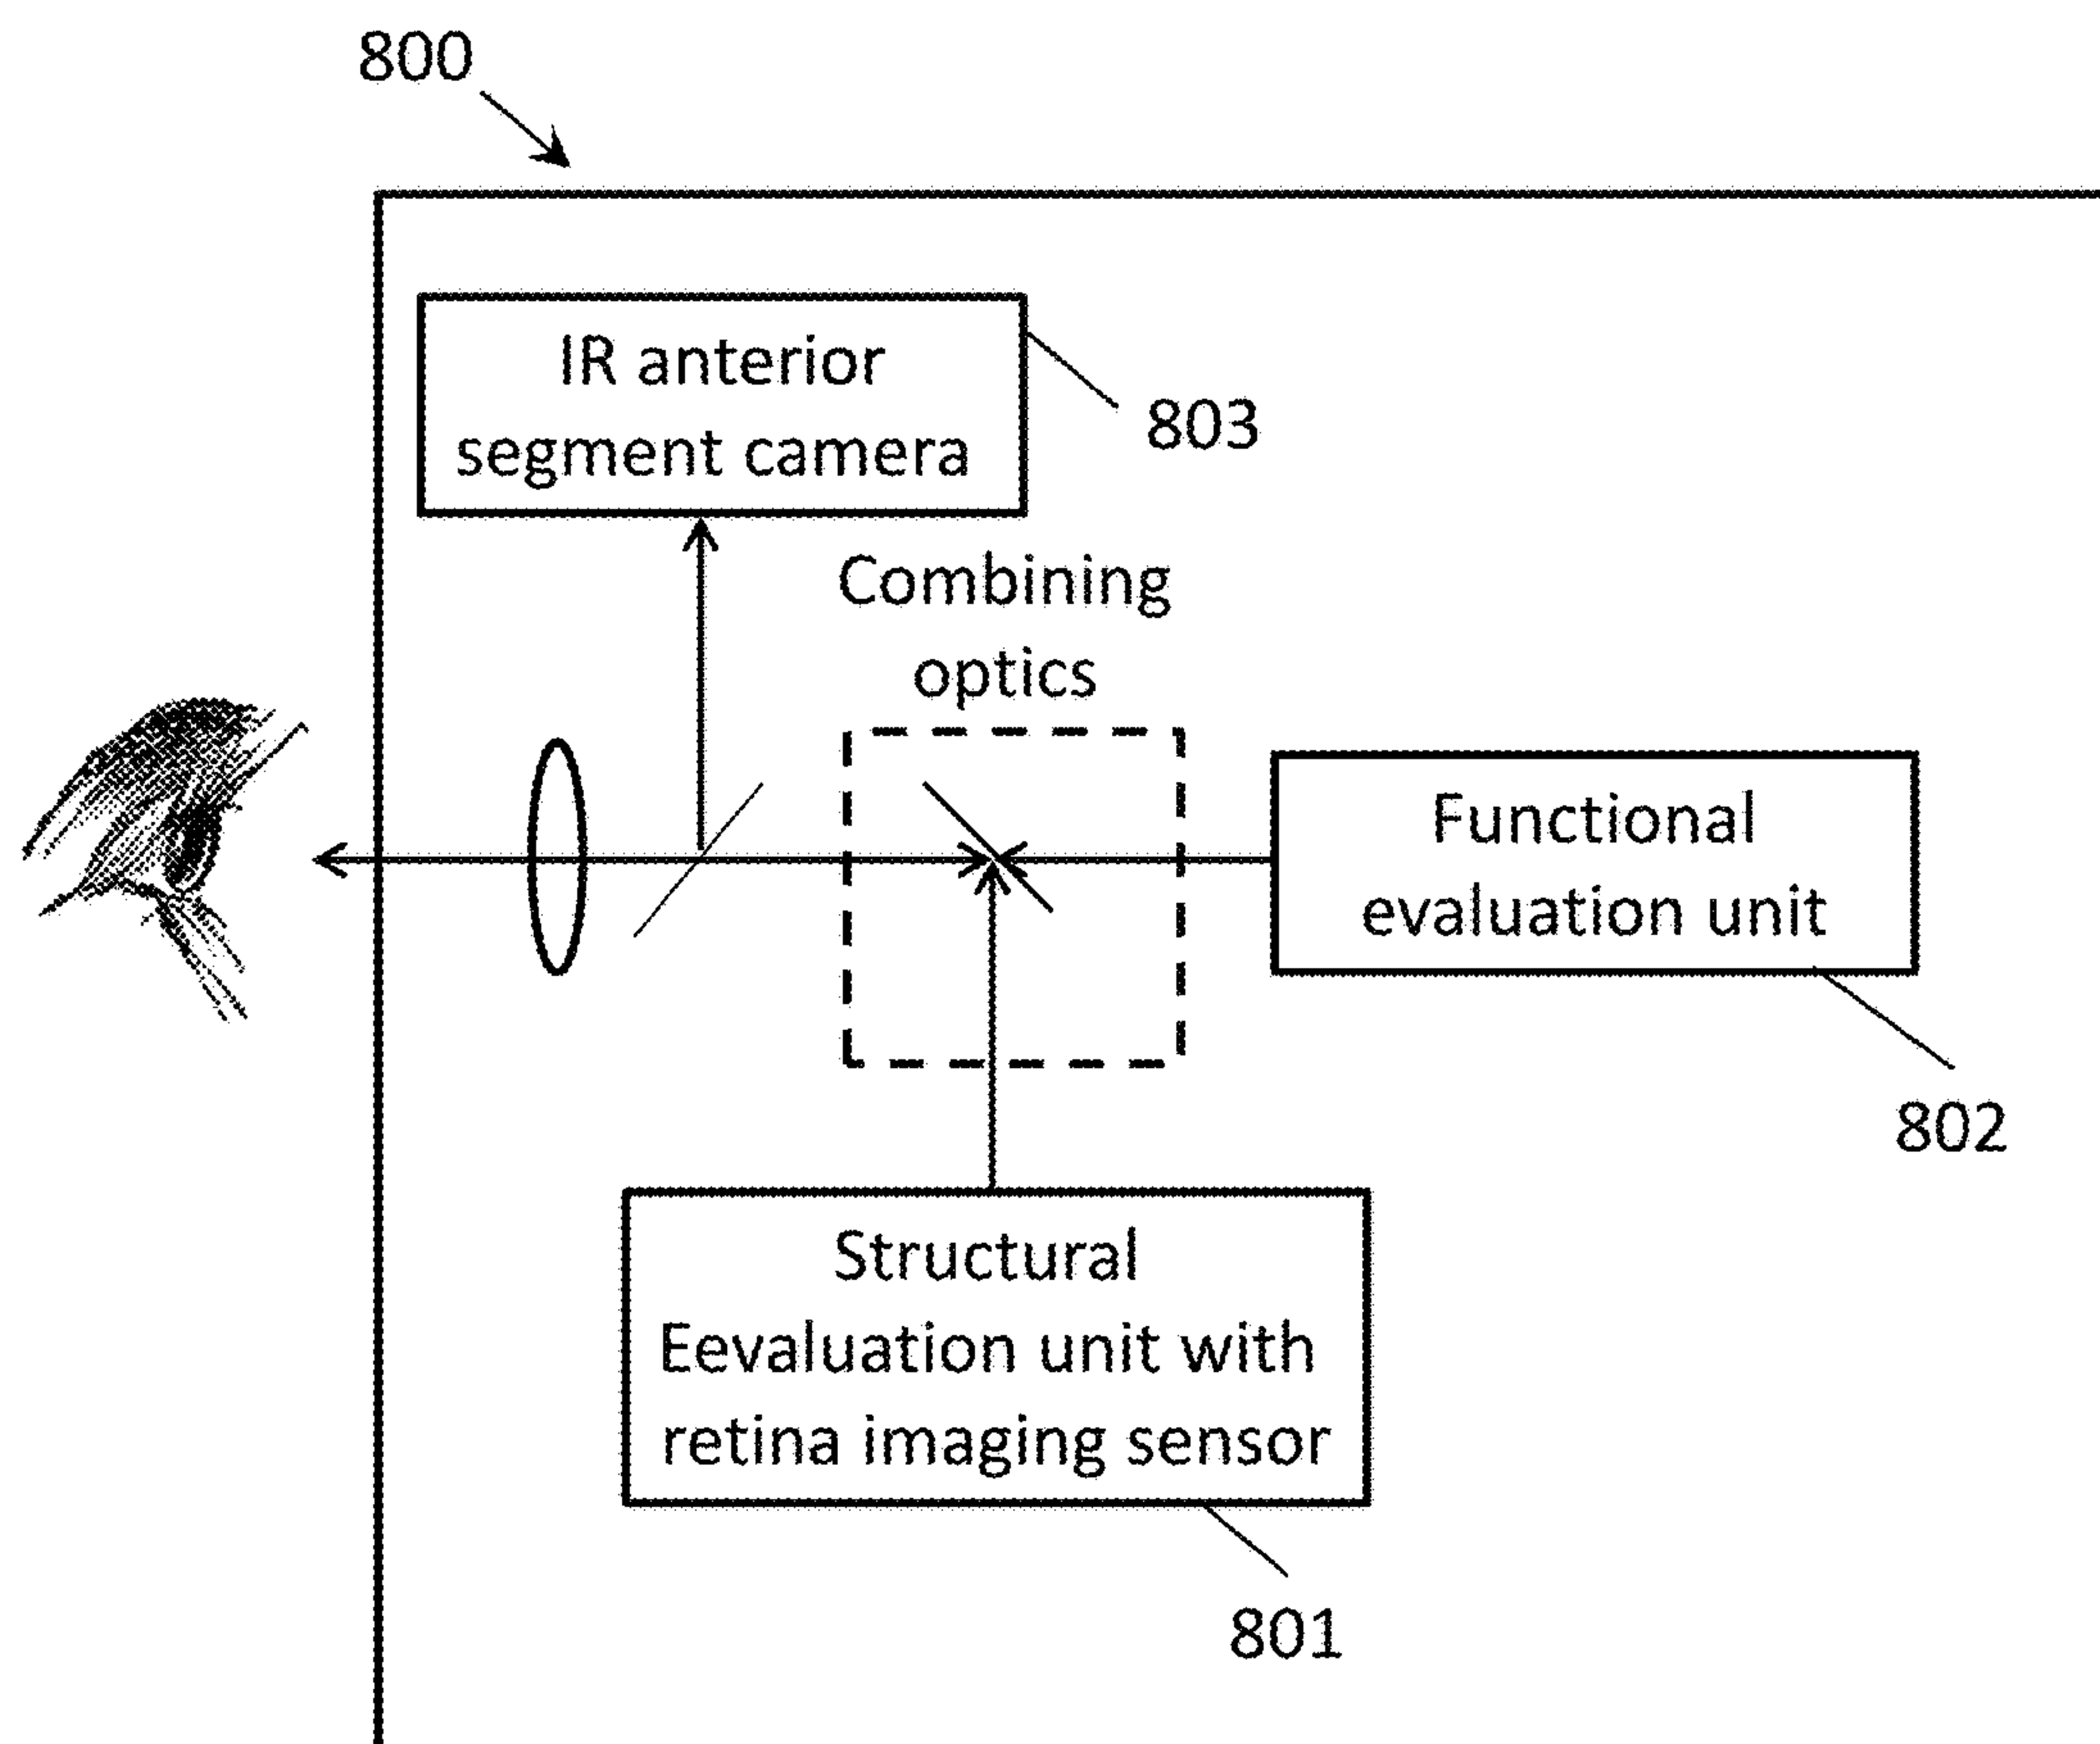 800
IR anterior
segment camera
803
Combining
optics
Functional
evaluation unit
802
Structural
Eevaluation unit with
retina imaging sensor
801